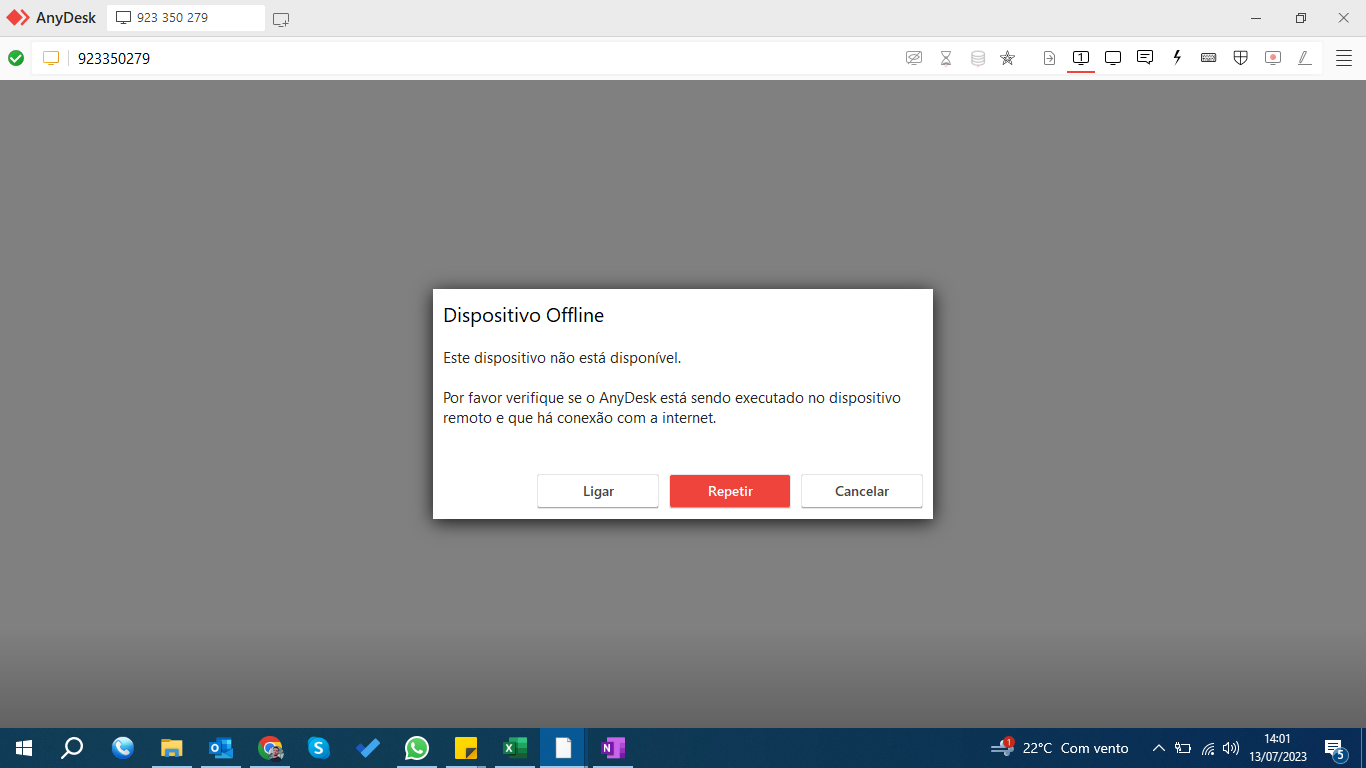 AnyDesk
923 350 279
923350279
1
Dispositivo Offline
Este dispositivo não está disponível.
Por favor verifique se o AnyDesk está sendo executado no dispositivo
remoto e que há conexão com a internet.
Ligar
Repetir
Cancelar
1
22°C Com vento
14:01
13/07/2023
5